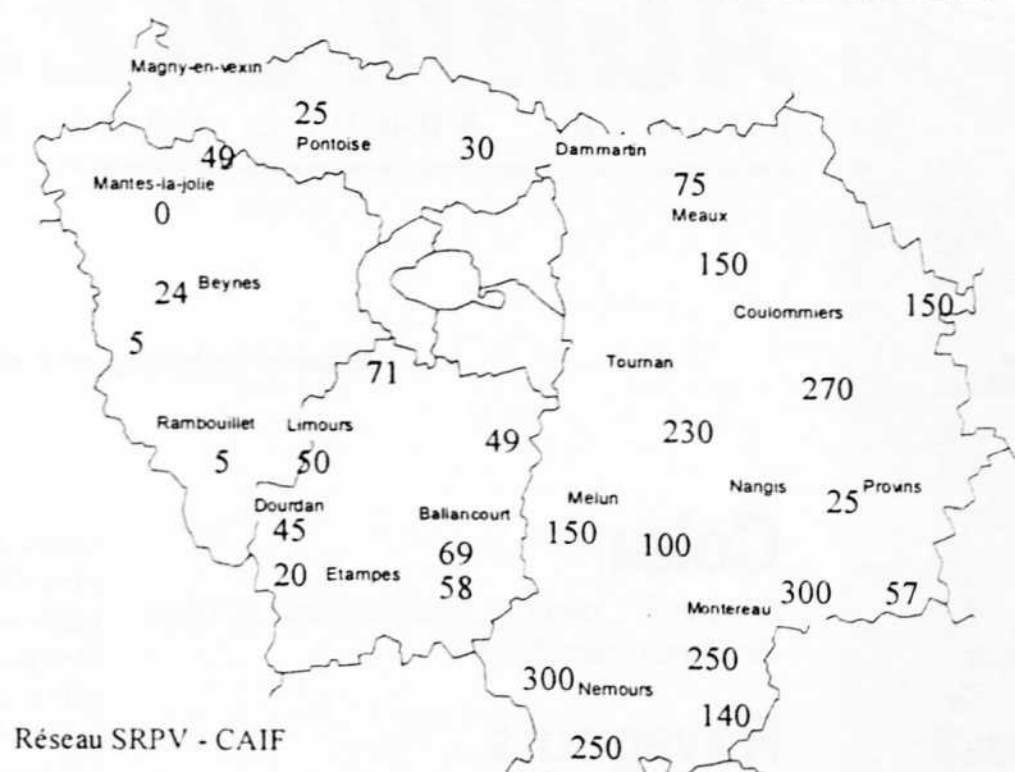 Magny-en-vexin
25
Pontoise
30
Dammartin
49
Mantes-la-jolie
0
75
Meaux
24 Beynes
150
Coulommiers
150
5
71
Tournan
270
Rambouillet
Limours
230
49
5
50
Dourdan
45
Ballancourt
Melun
150
Nangis
25
Provins
69
100
20
Etampes
58
300
57
Montereau
250
300 Nemours
140
250
Réseau SRPV - CAIF